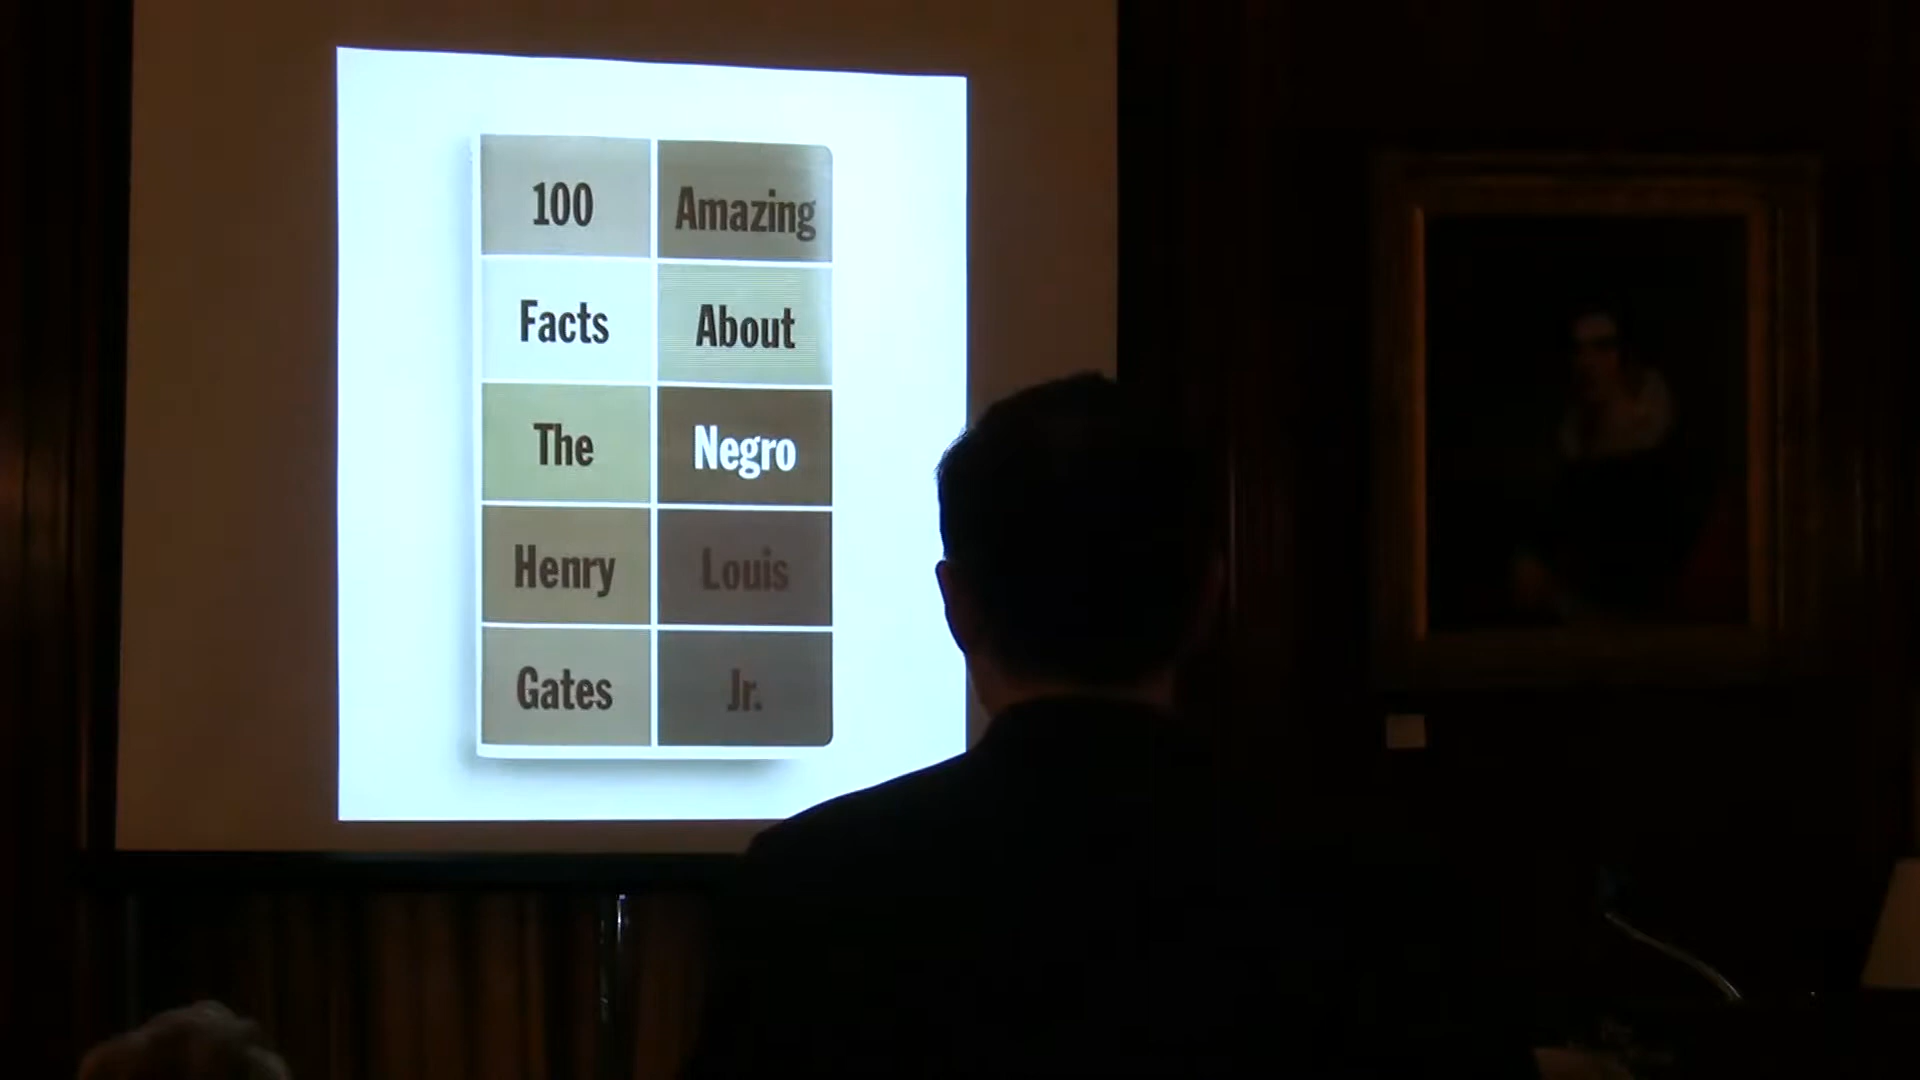 100 Amazing
Facts About
The Negro
Henry Louis
Gates Jr.